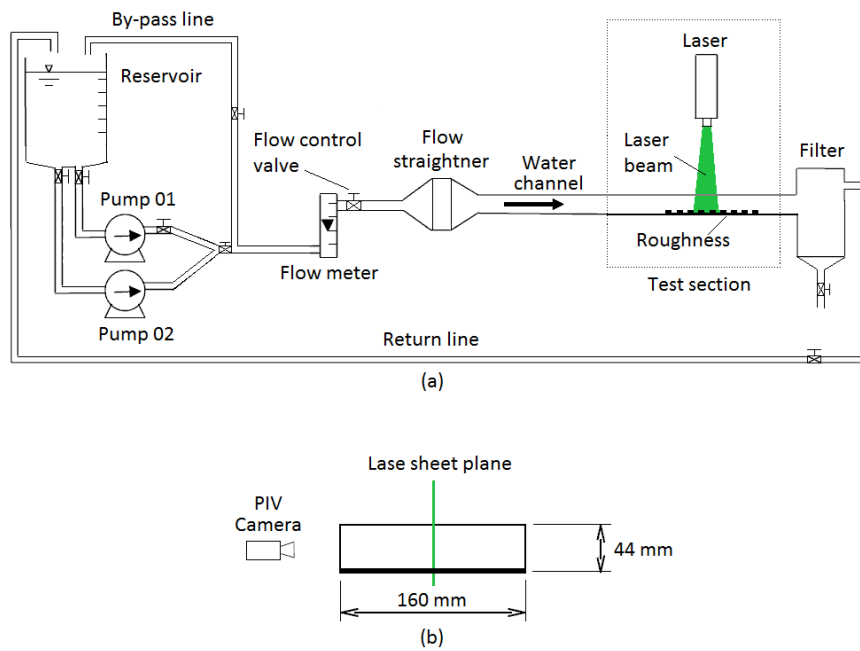 By-pass line
Reservoir
Laser
Flow control
valve
Flow
straightner
Water
channel
Laser
beam
Filter
Pump 01
Roughness
Flow meter
Test section
Pump 02
Return line
(a)
Lase sheet plane
PIV
Camera
44 mm
160 mm
(b)